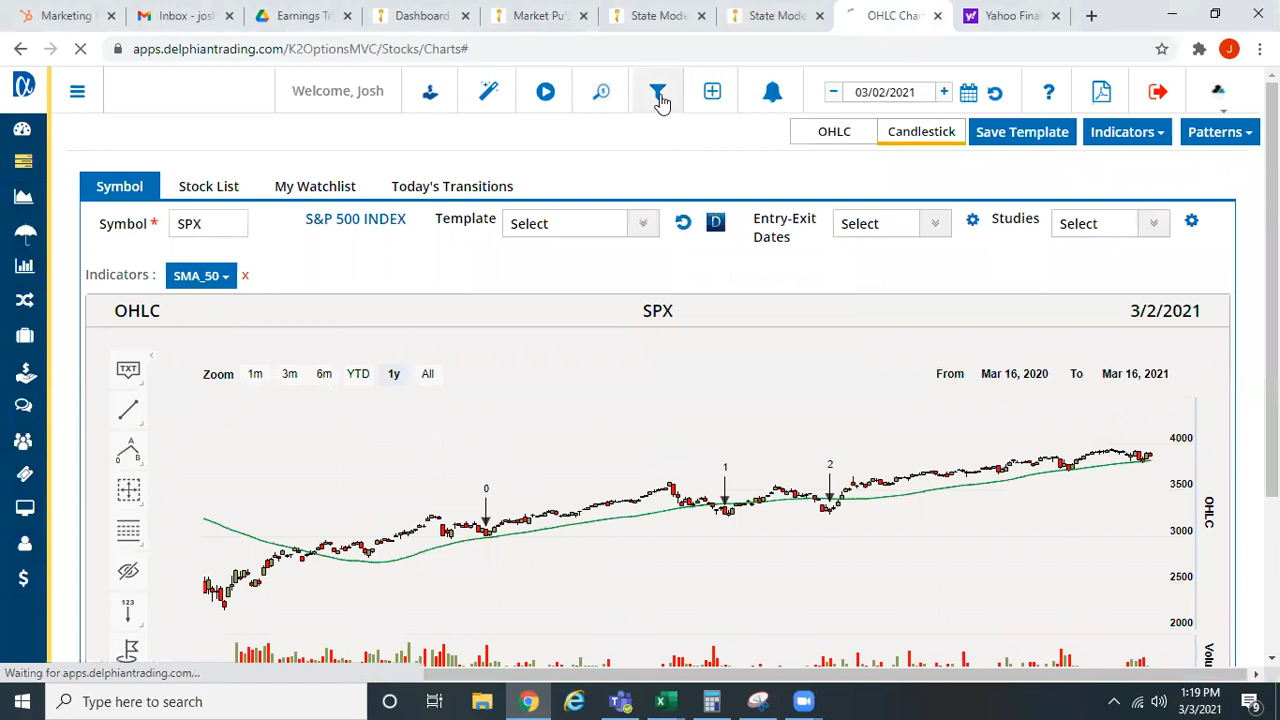 Marketing
Inbox - josh
Earnings Tr
Dashboard
Market Pu
State Mode
State Mode
OHLC Char
Yahoo Fina
apps.delphiantrading.com/K2OptionsMVC/Stocks/Charts#
J
Welcome, Josh
03/02/2021
?
OHLC
Candlestick
Save Template
Indicators
Patterns
Symbol
Stock List
My Watchlist
Today's Transitions
Symbol *
SPX
S&P 500 INDEX
Template
Select
D
Entry-Exit
Dates
Select
Studies
Select
Indicators :
SMA_50
x
OHLC
SPX
3/2/2021
TXT
Zoom
1m
3m
6m
YTD
1y
All
From
Mar 16, 2020
To
Mar 16, 2021
A
B
123
0
1
2
4000
3500
3000
2500
2000
OHLC
Volu
Waiting for apps.delphiantrading.com...
Type here to search
1:19 PM
3/3/2021
9